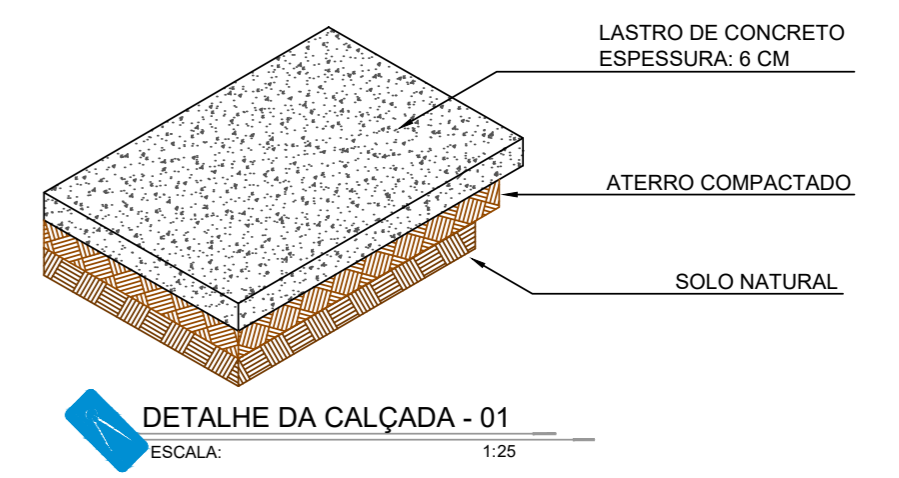 LASTRO DE CONCRETO
ESPESSURA: 6 CM
ATERRO COMPACTADO
SOLO NATURAL
DETALHE DA CALÇADA - 01
ESCALA: 1:25